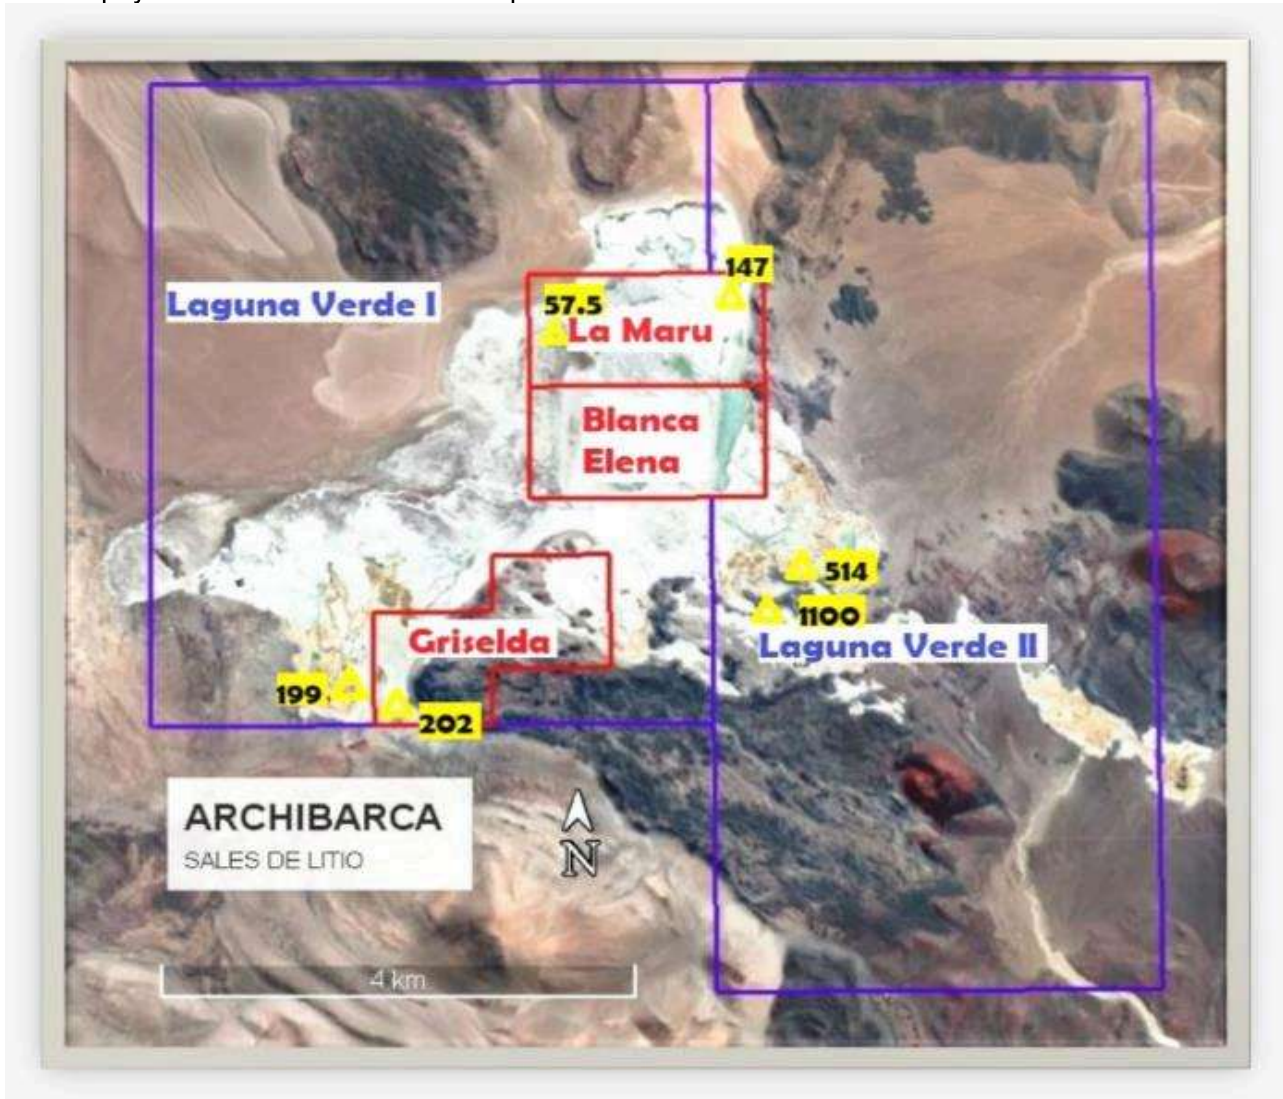 147
Laguna Verde I
57.5
La Maru
Blanca
Elena
514
1100
Griselda
Laguna Verde II
199
202
ARCHIBARCA
SALES DE LITIO
N
4 km